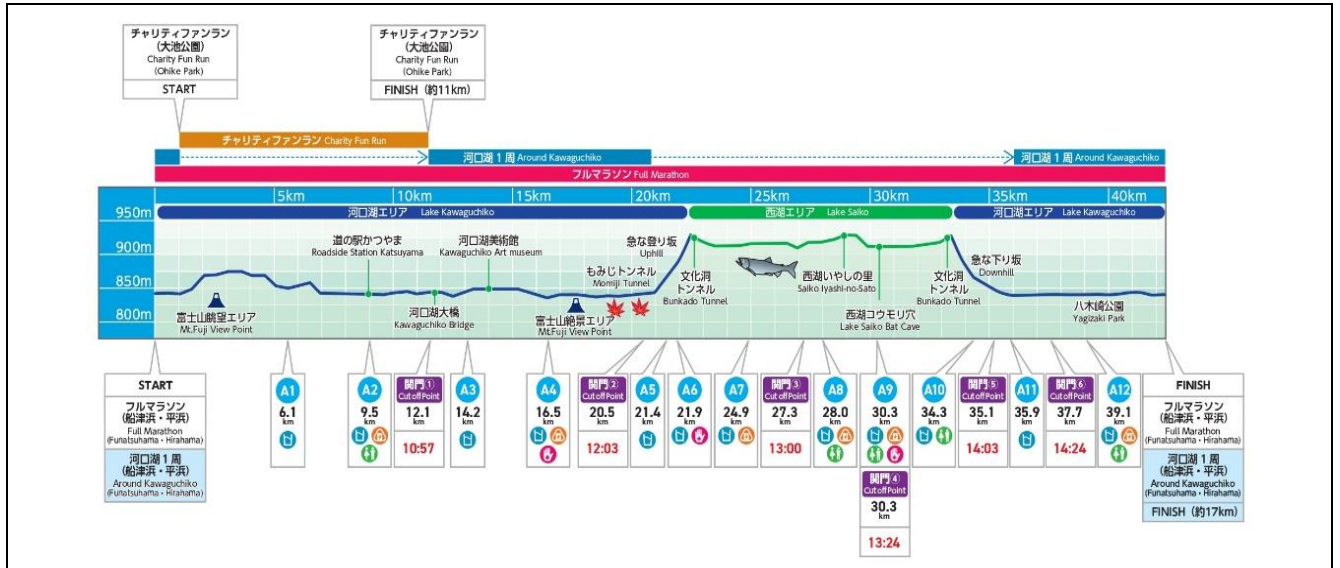 チャリティファンラン
(大池公園)
Charity Fun Run
(Ohike Park)
START
チャリティファンラン
(大池公園)
Charity Fun Run
(Ohike Park)
FINISH (約11km)
チャリティファンラン Charity Fun Run
河口湖1周 Around Kawaguchiko
河口湖1周 Around Kawaguchiko
フルマラソン Full Marathon
5km
10km
15km
20km
25km
30km
35km
40km
950m
900m
850m
800m
河口湖エリア Lake Kawaguchiko
西湖エリア Lake Saiko
河口湖エリア Lake Kawaguchiko
富士山眺望エリア
Mt.Fuji View Point
道の駅かつやま
Roadside Station Katsuyama
河口湖大橋
Kawaguchiko Bridge
河口湖美術館
Kawaguchiko Art museum
富士山絶景エリア
Mt.Fuji View Point
もみじトンネル
Momiji Tunnel
急な登り坂
Uphill
文化洞
トンネル
Bunkado Tunnel
西湖いやしの里
Saiko Iyashi-no-Sato
西湖コウモリ穴
Lake Saiko Bat Cave
文化洞
トンネル
Bunkado Tunnel
急な下り坂
Downhill
八木崎公園
Yagizaki Park
START
フルマラソン
(船津浜・平浜)
Full Marathon
(Funatsuhama・Hirahama)
河口湖1周
(船津浜・平浜)
Around Kawaguchiko
(Funatsuhama・Hirahama)
A1
6.1
km
A2
9.5
km
関門①
Cut off Point
12.1
km
10:57
A3
14.2
km
A4
16.5
km
関門②
Cut off Point
20.5
km
12:03
A5
21.4
km
A6
21.9
km
A7
24.9
km
関門③
Cut off Point
27.3
km
13:00
A8
28.0
km
A9
30.3
km
関門④
Cut off Point
30.3
km
13:24
A10
34.3
km
関門⑤
Cut off Point
35.1
km
14:03
A11
35.9
km
関門⑥
Cut off Point
37.7
km
14:24
A12
39.1
km
FINISH
フルマラソン
(船津浜・平浜)
Full Marathon
(Funatsuhama・Hirahama)
河口湖1周
(船津浜・平浜)
Around Kawaguchiko
(Funatsuhama・Hirahama)
FINISH (約17km)